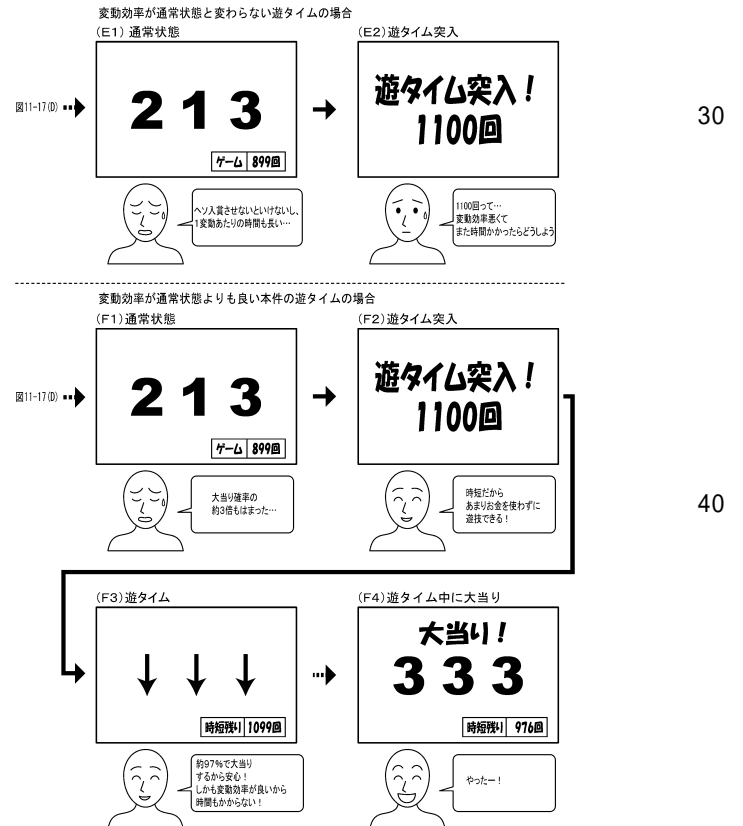 変動効率が通常状態と変わらない遊タイムの場合
(E1)通常状態
(E2)遊タイム突入
図11-17(D)
213
ゲーム 899回
遊タイム突入!
1100回
30
ヘソ入賞させないといけないし、
1変動あたりの時間も長い…
1100回って…
変動効率悪くて
また時間かかったらどうしよう
変動効率が通常状態よりも良い本件の遊タイムの場合
(F1)通常状態
(F2)遊タイム突入
図11-17(D)
213
ゲーム 899回
遊タイム突入!
1100回
大当り確率の
約3倍もはまった…
時短だから
あまりお金を使わずに
遊技できる!
40
(F3)遊タイム
(F4)遊タイム中に大当り
時短残り 1099回
大当り!
333
時短残り 976回
約97%で大当り
するから安心!
しかも変動効率が良いから
時間もかからない!
やったー!